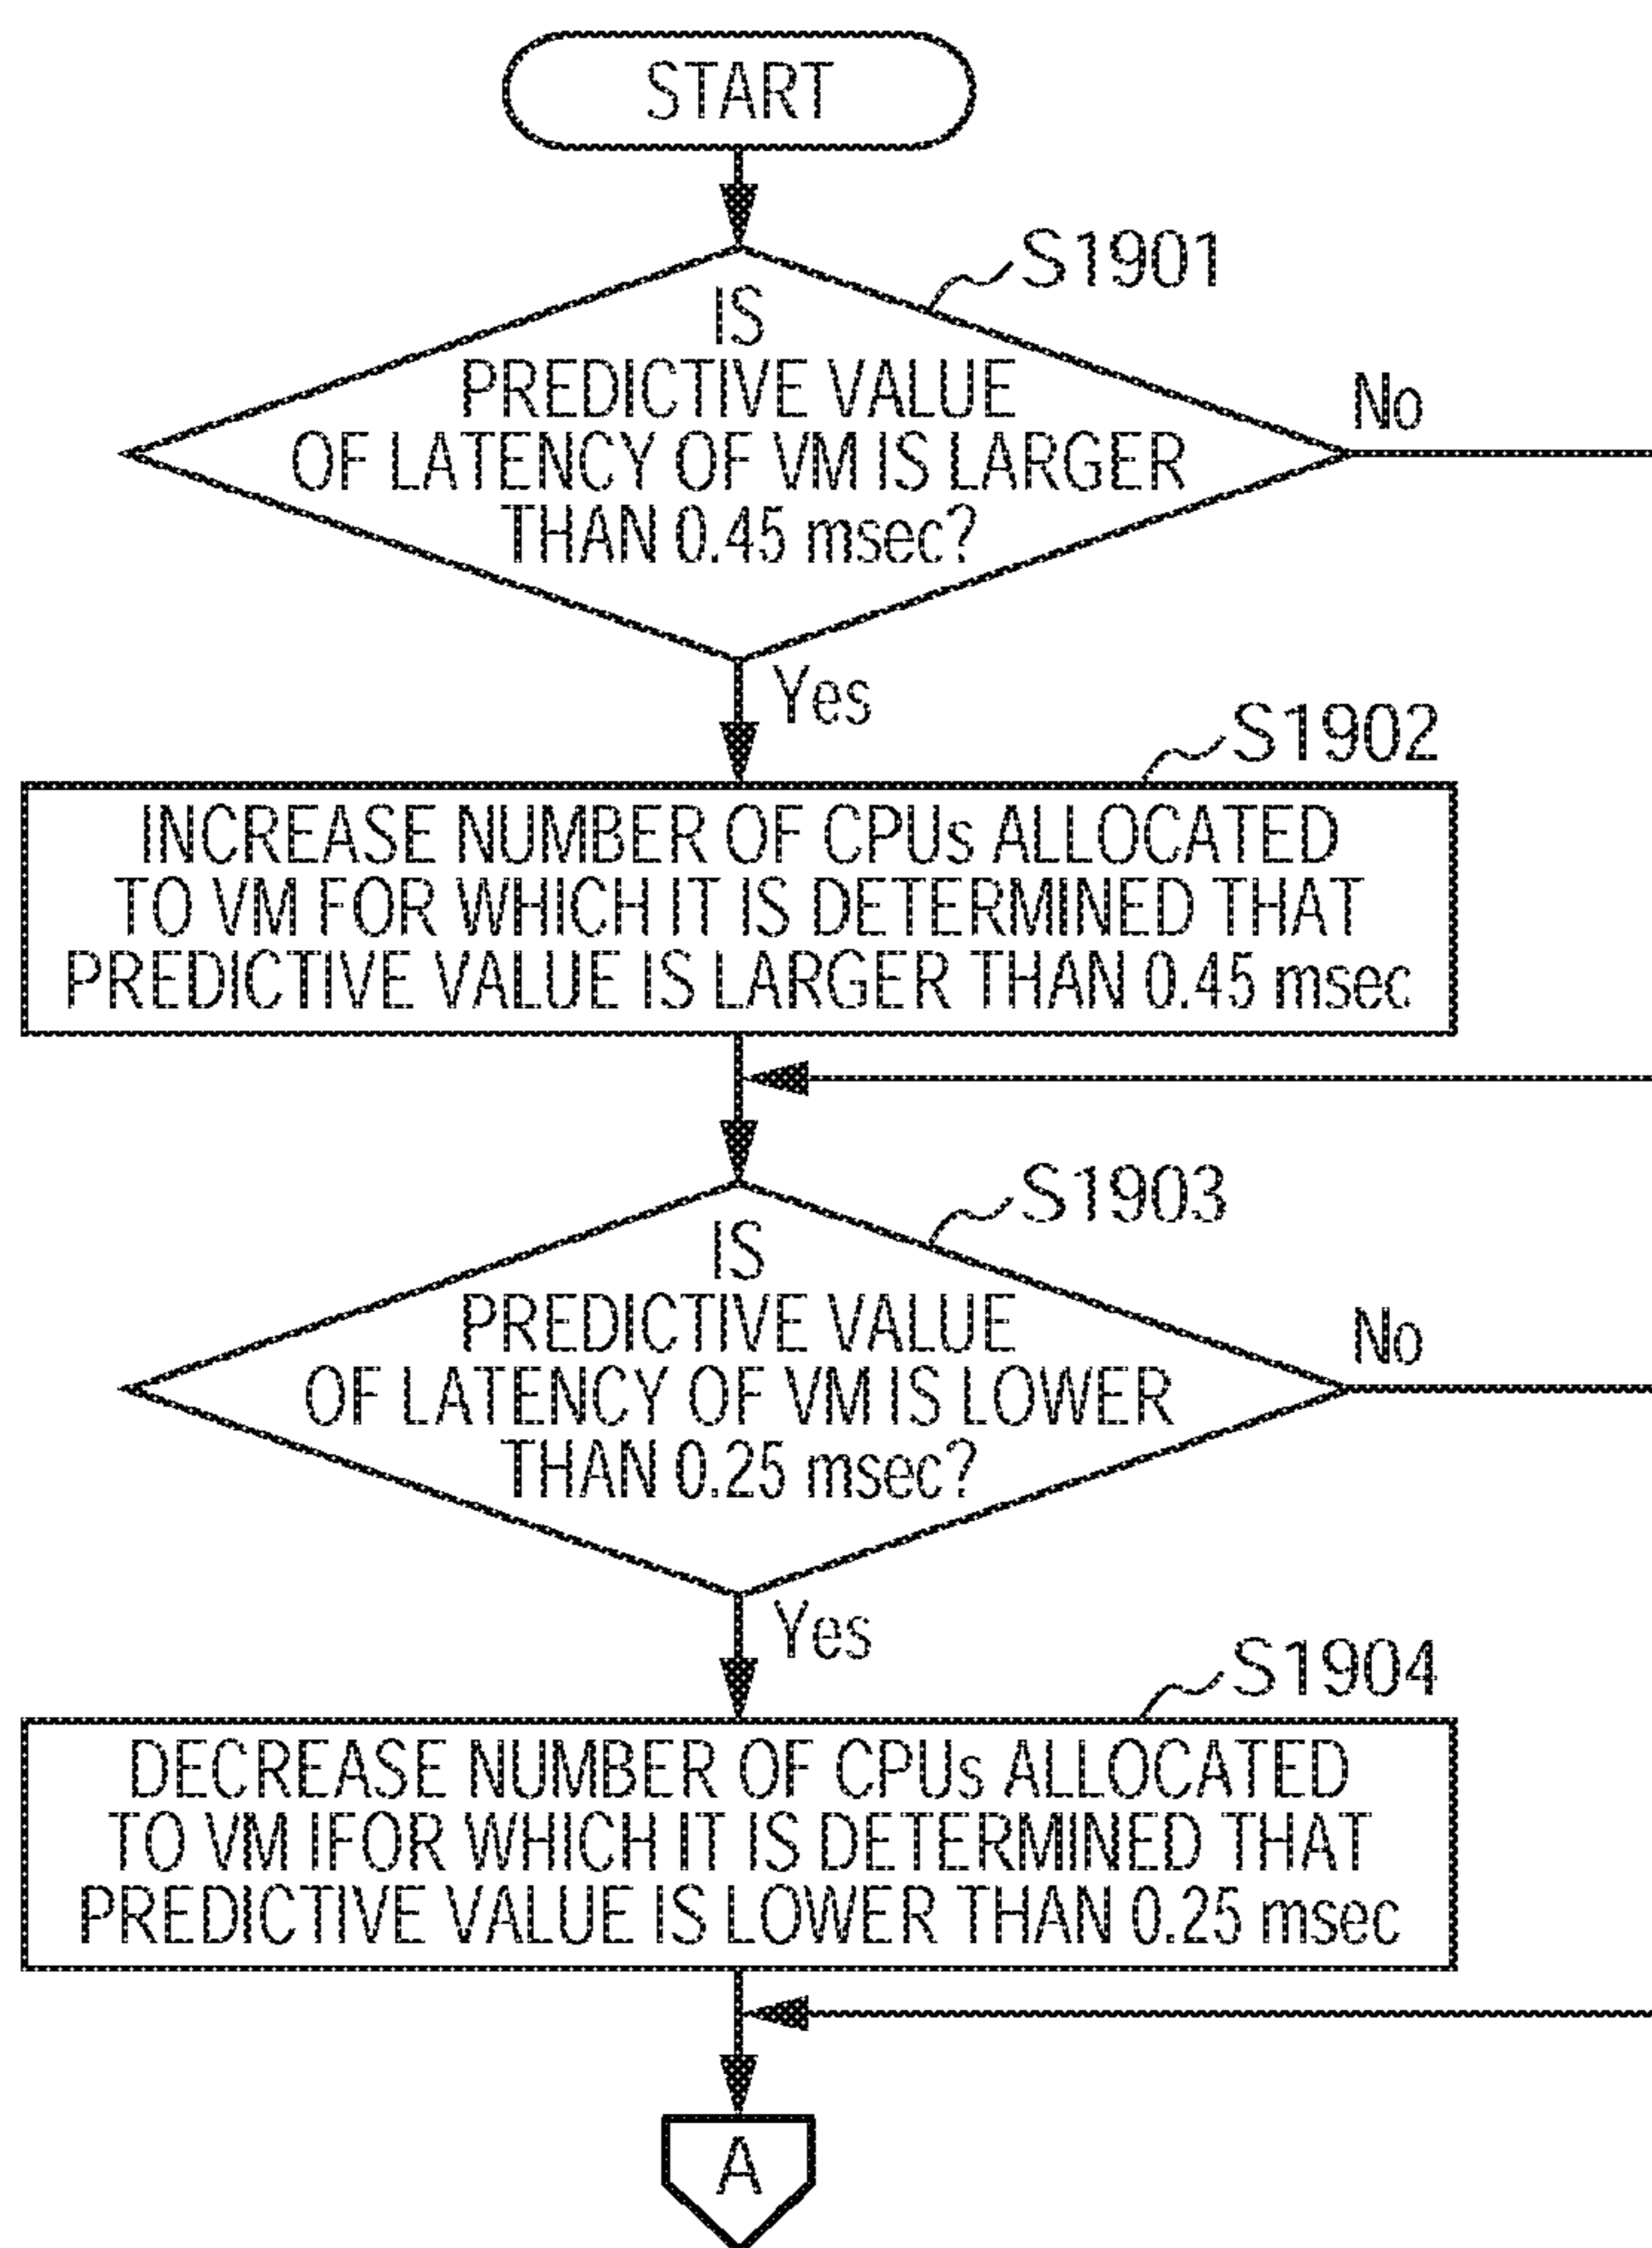 START
S1901
IS
PREDICTIVE VALUE
OF LATENCY OF VM IS LARGER
THAN 0.45 msec?
No
Yes
S1902
INCREASE NUMBER OF CPUs ALLOCATED
TO VM FOR WHICH IT IS DETERMINED THAT
PREDICTIVE VALUE IS LARGER THAN 0.45 msec
S1903
IS
PREDICTIVE VALUE
OF LATENCY OF VM IS LOWER
THAN 0.25 msec?
No
Yes
S1904
DECREASE NUMBER OF CPUs ALLOCATED
TO VM IFOR WHICH IT IS DETERMINED THAT
PREDICTIVE VALUE IS LOWER THAN 0.25 msec
A